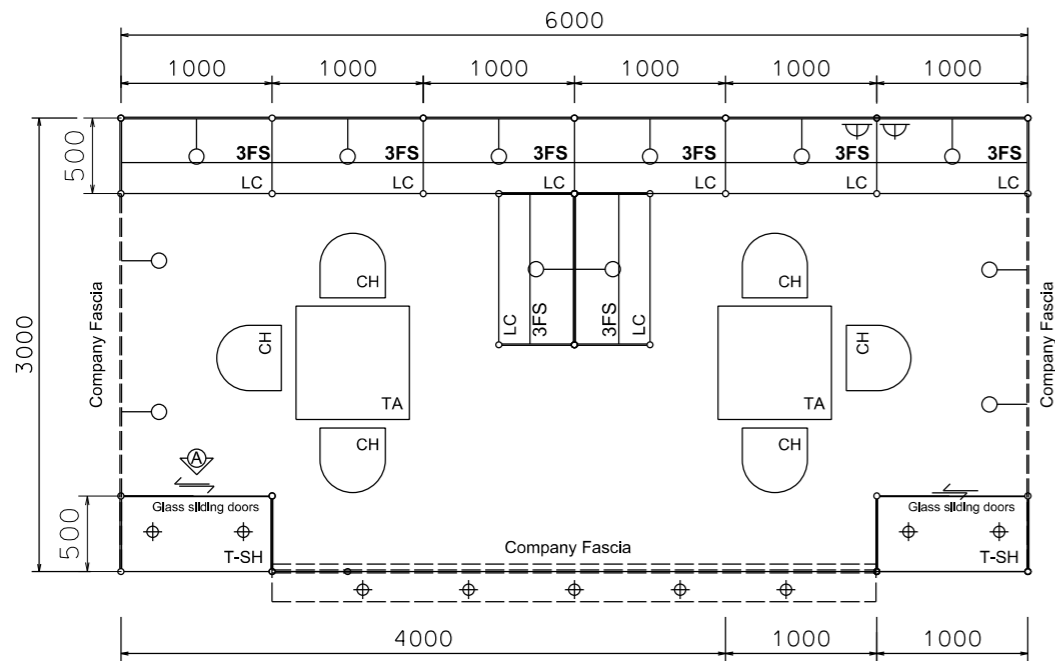 6000
1000 1000 1000 1000 1000 1000
500
3FS 3FS 3FS 3FS 3FS 3FS
LC LC LC LC LC LC
3000
Company Fascia
CH
CH
TA
CH
LC
3FS
3FS
LC
CH
CH
TA
CH
Company Fascia
A
500
Glass sliding doors
T-SH
Company Fascia
Glass sliding doors
T-SH
4000 1000 1000